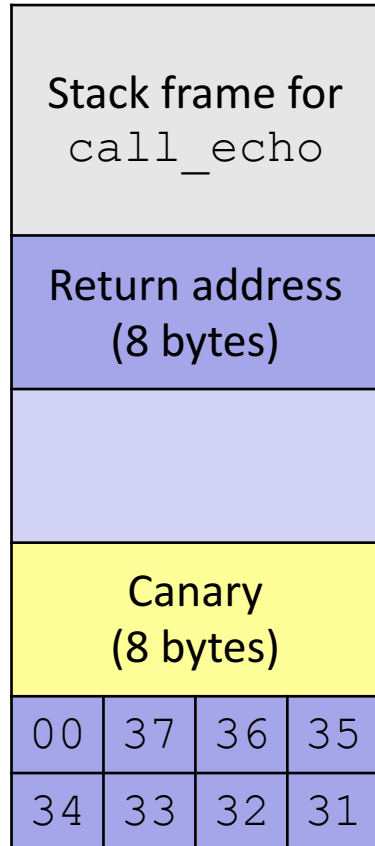 Stack frame for
call_echo
Return address
(8 bytes)
Canary
(8 bytes)
00 37 36 35
34 33 32 31